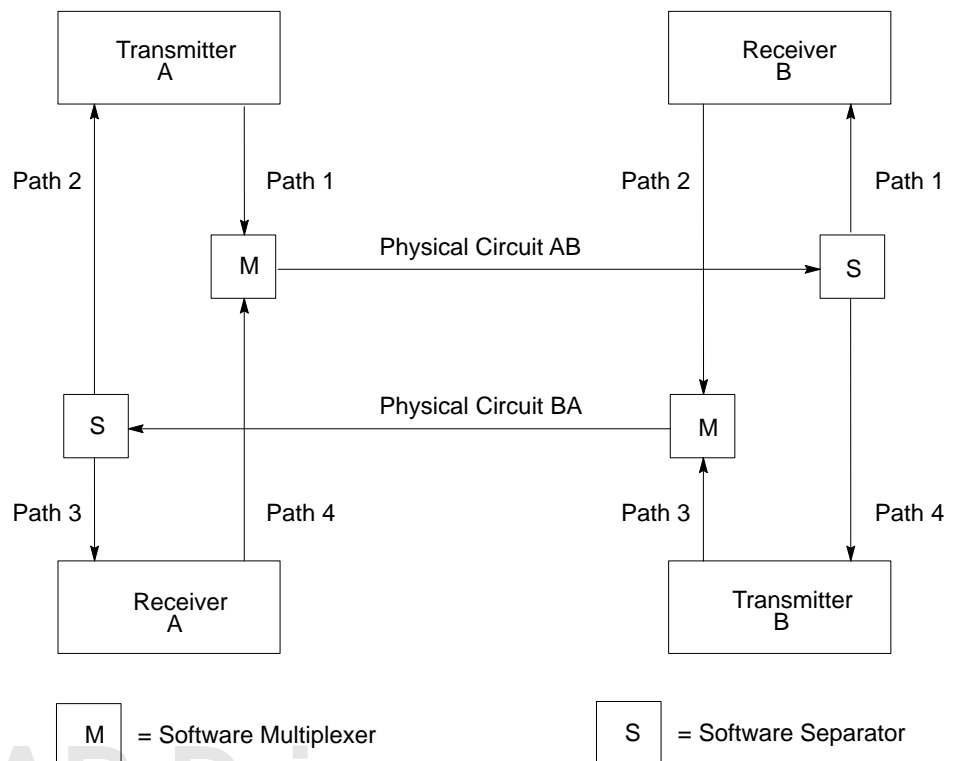 Transmitter
A
Receiver
B
Path 2
Path 1
Path 2
Path 1
Physical Circuit AB
M
S
Physical Circuit BA
S
M
Path 3
Path 4
Path 3
Path 4
Receiver
A
Transmitter
B
M
= Software Multiplexer
S
= Software Separator